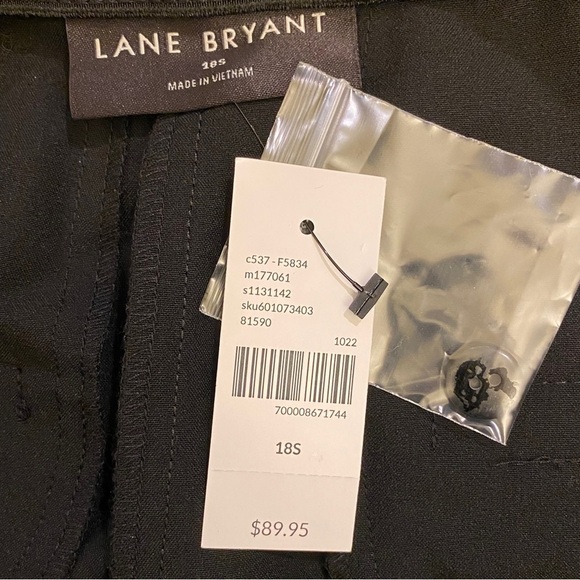 LANE BRYANT
18S
MADE IN VIETNAM
c537 - F5834
m177061
s1131142
sku601073403
81590
1022
700008671744
18S
$89.95